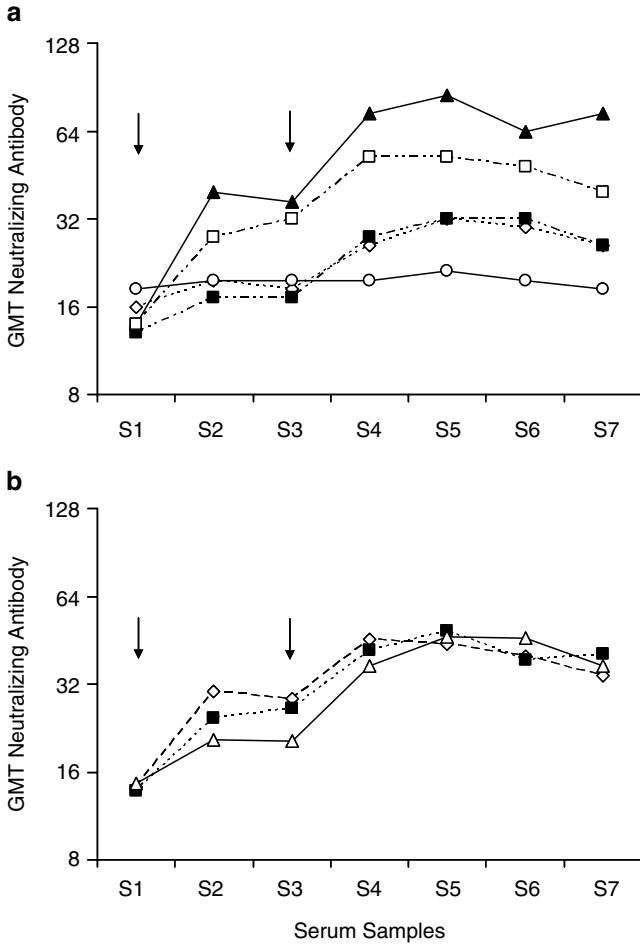 a
GMT Neutralizing Antibody
128
64
32
16
8
S1 S2 S3 S4 S5 S6 S7
b
GMT Neutralizing Antibody
128
64
32
16
8
S1 S2 S3 S4 S5 S6 S7
Serum Samples